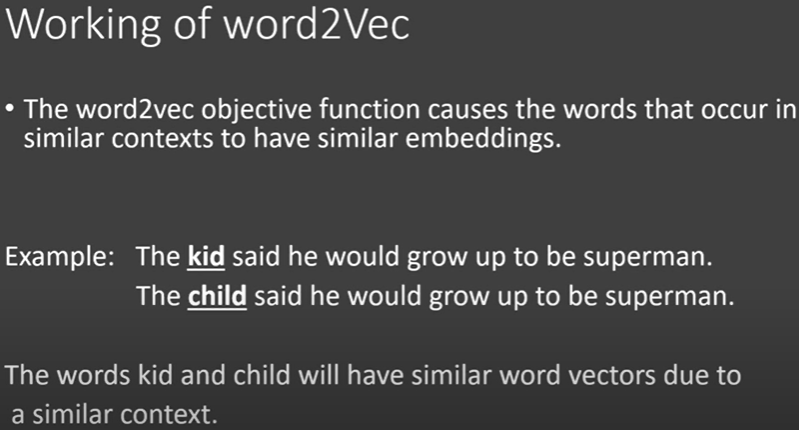 Working of word2Vec
• The word2vec objective function causes the words that occur in
similar contexts to have similar embeddings.
Example: The kid said he would grow up to be superman.
The child said he would grow up to be superman.
The words kid and child will have similar word vectors due to
a similar context.